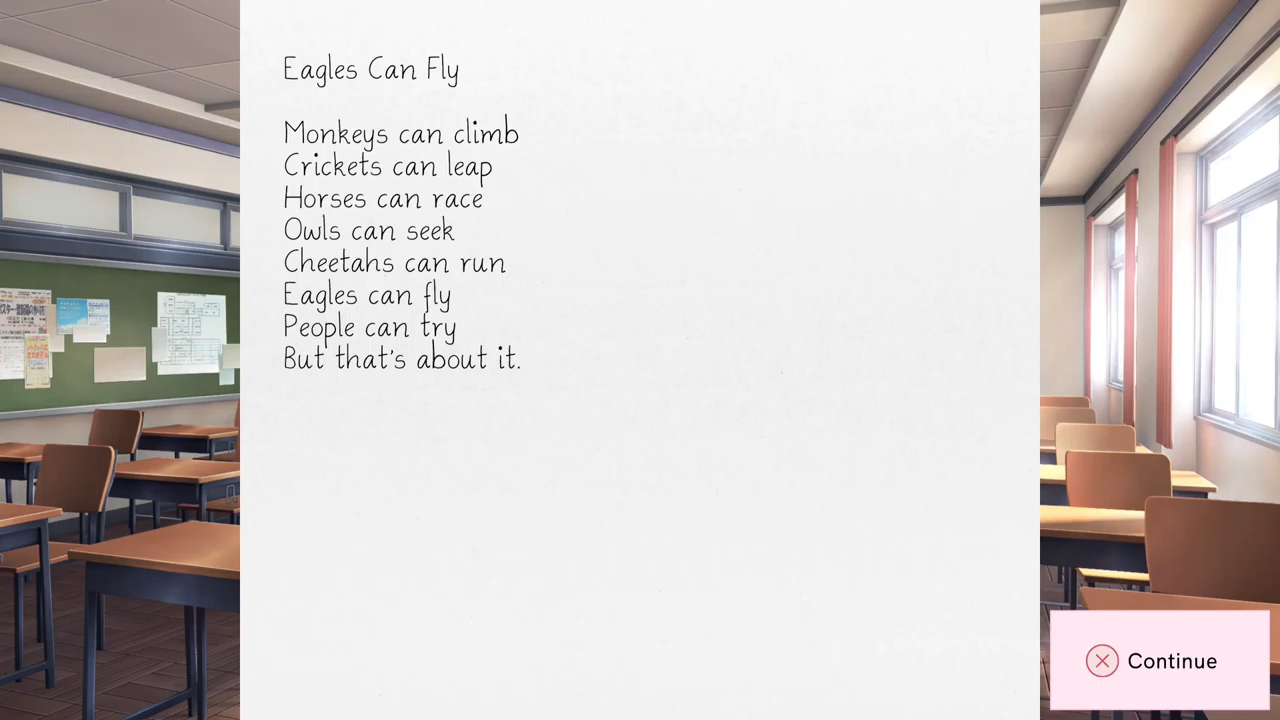 Eagles Can Fly
Monkeys can climb
Crickets can leap
Horses can race
Owls can seek
Cheetahs can run
Eagles can fly
People can try
But that's about it.
Continue